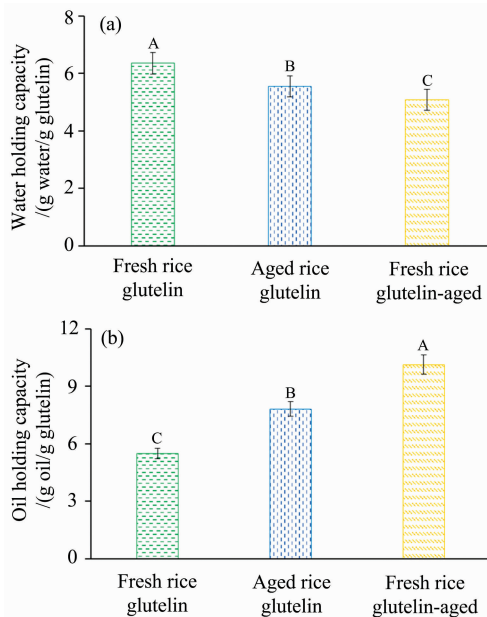 (a)
Water holding capacity
/(g water/g glutelin)
8
6
4
2
0
A
B
C
Fresh rice
glutelin
Aged rice
glutelin
Fresh rice
glutelin-aged
(b)
Oil holding capacity
/(g oil/g glutelin)
12
9
6
3
0
C
B
A
Fresh rice
glutelin
Aged rice
glutelin
Fresh rice
glutelin-aged